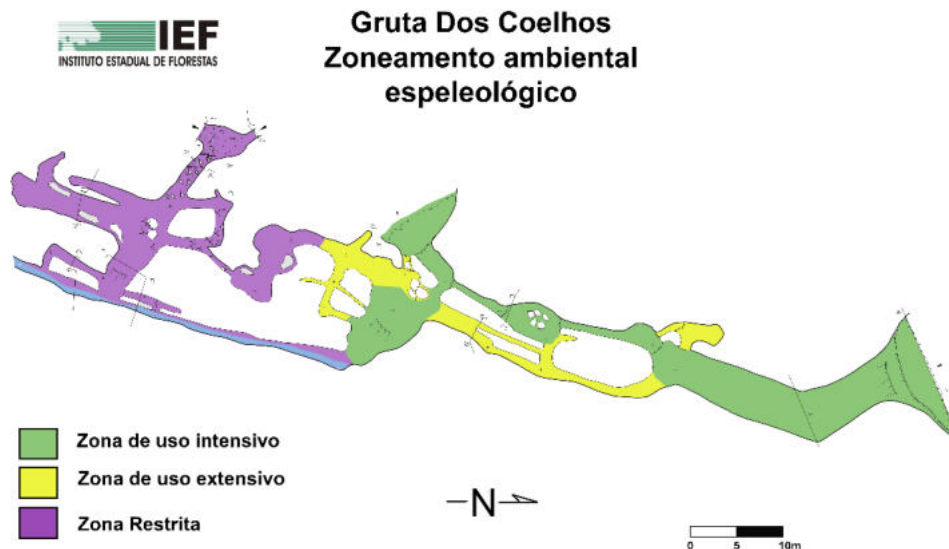 IEF
INSTITUTO ESTADUAL DE FLORESTAS
Gruta Dos Coelhos
Zoneamento ambiental
espeleológico
Zona de uso intensivo
Zona de uso extensivo
Zona Restrita
N
0 5 10m